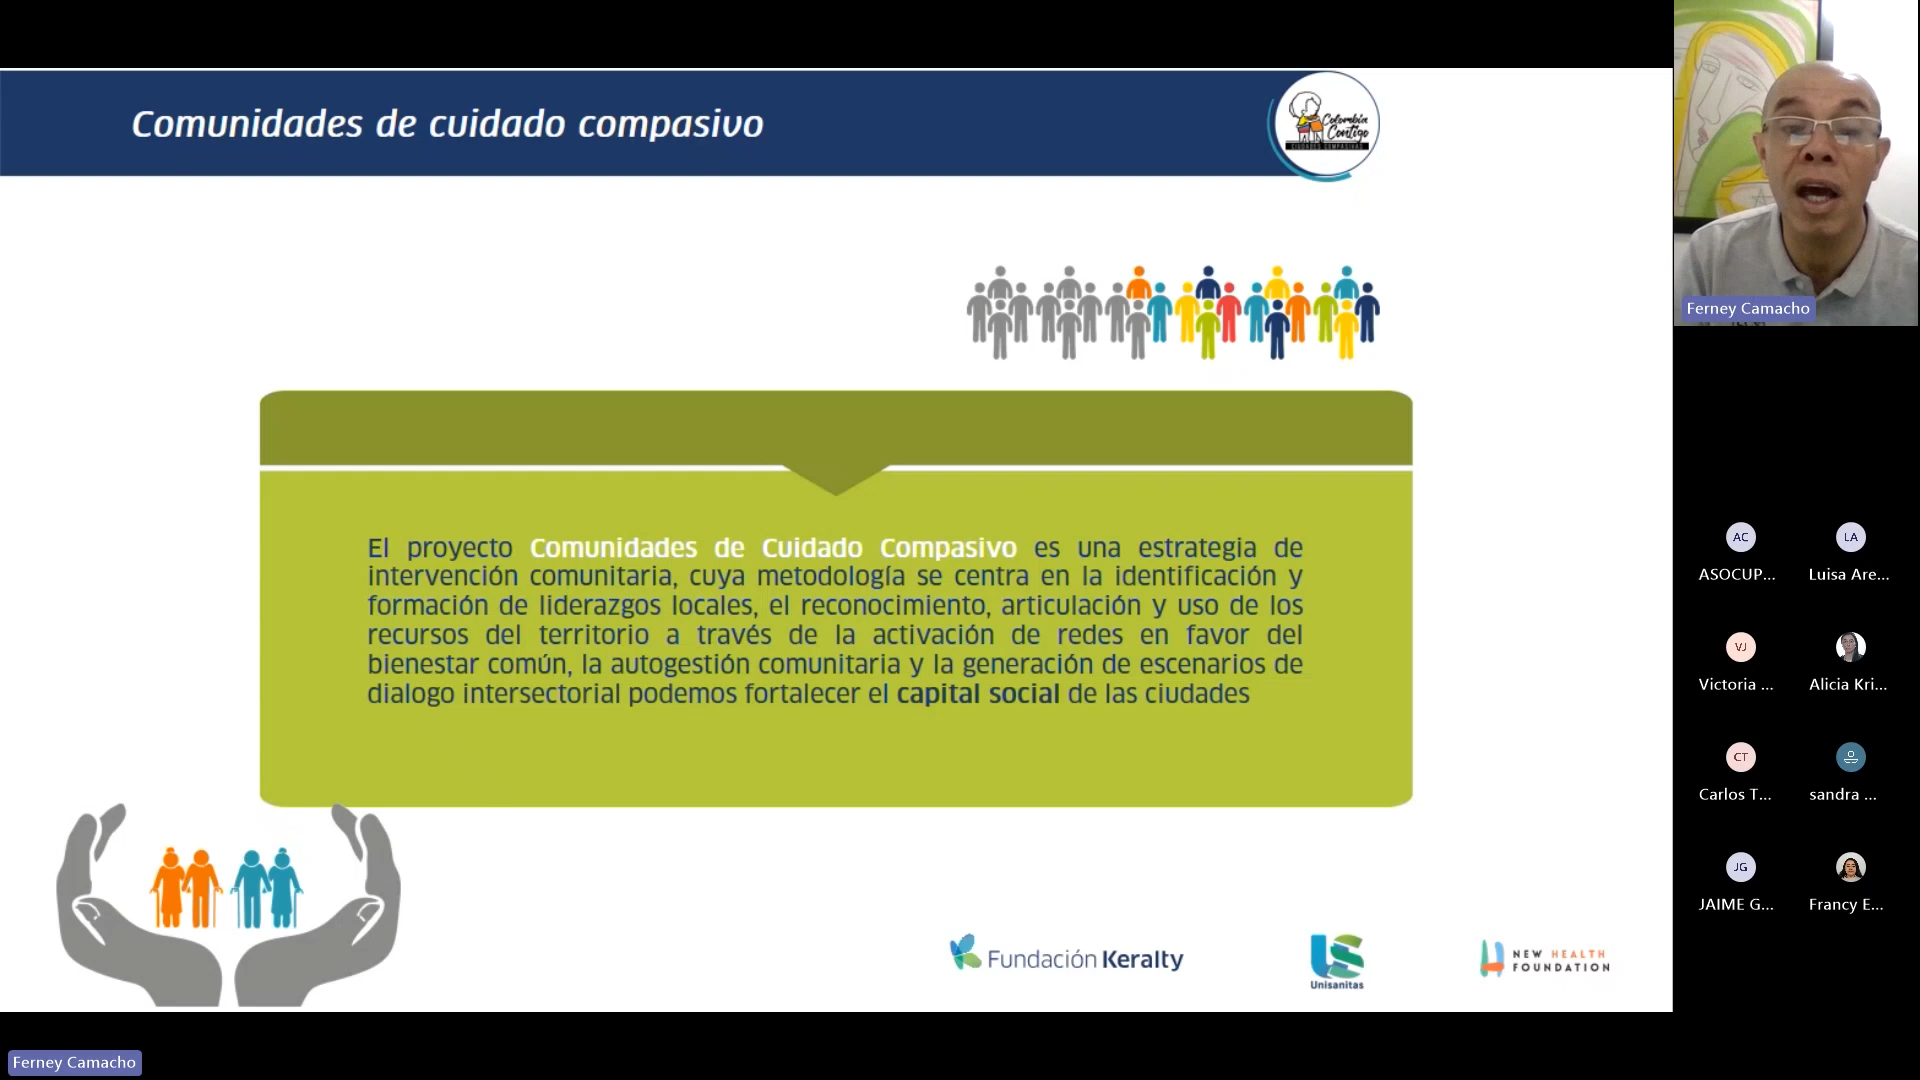 Comunidades de cuidado compasivo
Colombia
Contigo
CIUDADES COMPASIVAS
El proyecto Comunidades de Cuidado Compasivo es una estrategia de
intervención comunitaria, cuya metodología se centra en la identificación y
formación de liderazgos locales, el reconocimiento, articulación y uso de los
recursos del territorio a través de la activación de redes en favor del
bienestar común, la autogestión comunitaria y la generación de escenarios de
dialogo intersectorial podemos fortalecer el capital social de las ciudades
Fundación Keralty
US
Unisanitas
NEW HEALTH
FOUNDATION
Ferney Camacho
Ferney Camacho
AC
LA
ASOCUP...
Luisa Are...
VJ
Victoria ...
Alicia Kri...
CT
Carlos T...
sandra ...
JG
JAIME G...
Francy E...